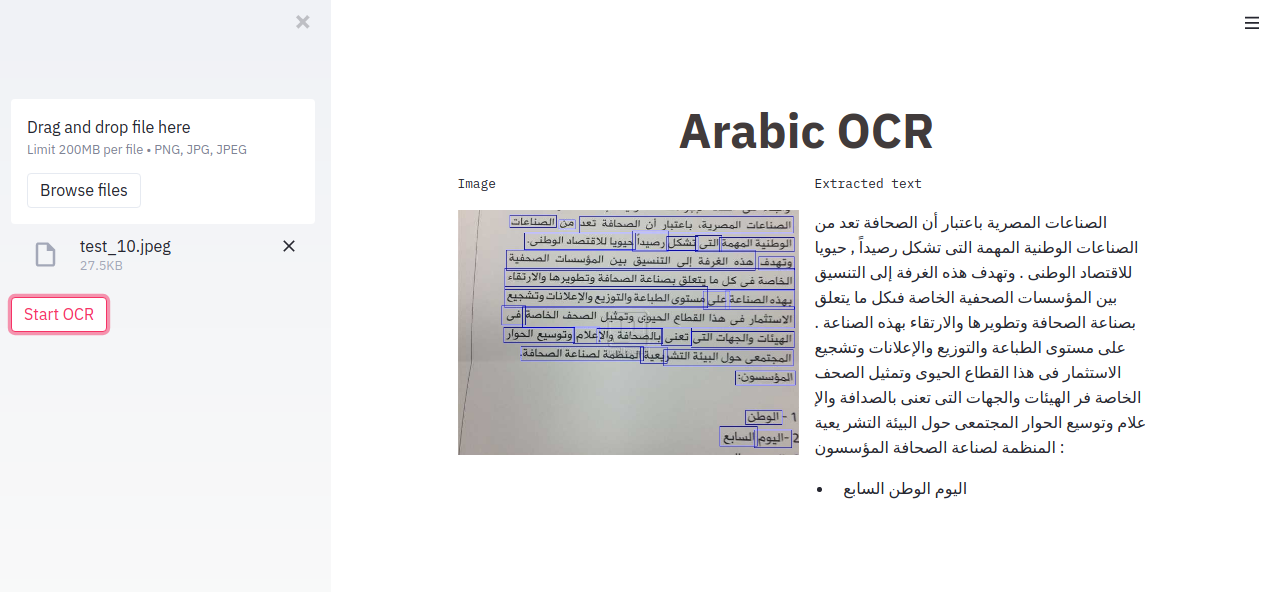 Drag and drop file here
Limit 200MB per file • PNG, JPG, JPEG
Browse files
test_10.jpeg
27.5KB
Start OCR
Arabic OCR
Image
الصناعات المصرية، باعتبار أن الصحافة تعد من الصناعات
الوطنية المهمة التى تشكل رصيداً حيويا للاقتصاد الوطنى.
وتهدف هذه الغرفة إلى التنسيق بين المؤسسات الصحفية
الخاصة فى كل ما يتعلق بصناعة الصحافة وتطويرها والارتقاء
بهذه الصناعة على مستوى الطباعة والتوزيع والإعلانات وتشجيع
الاستثمار فى هذا القطاع الحيوى وتمثيل الصحف الخاصة فى
الهيئات والجهات التى تعنى بالصحافة والإعلام وتوسيع الحوار
المجتمعى حول البيئة التشريعية المنظمة لصناعة الصحافة.
المؤسسون:
1 - الوطن
2 -اليوم السابع
Extracted text
الصناعات المصرية باعتبار أن الصحافة تعد من
الصناعات الوطنية المهمة التى تشكل رصيداً , حيويا
للاقتصاد الوطنى . وتهدف هذه الغرفة إلى التنسيق
بين المؤسسات الصحفية الخاصة فىكل ما يتعلق
بصناعة الصحافة وتطويرها والارتقاء بهذه الصناعة .
على مستوى الطباعة والتوزيع والإعلانات وتشجيع
الاستثمار فى هذا القطاع الحيوى وتمثيل الصحف
الخاصة فر الهيئات والجهات التى تعنى بالصدافة والإ
علام وتوسيع الحوار المجتمعى حول البيئة التشر يعية
المنظمة لصناعة الصحافة المؤسسون :
• اليوم الوطن السابع